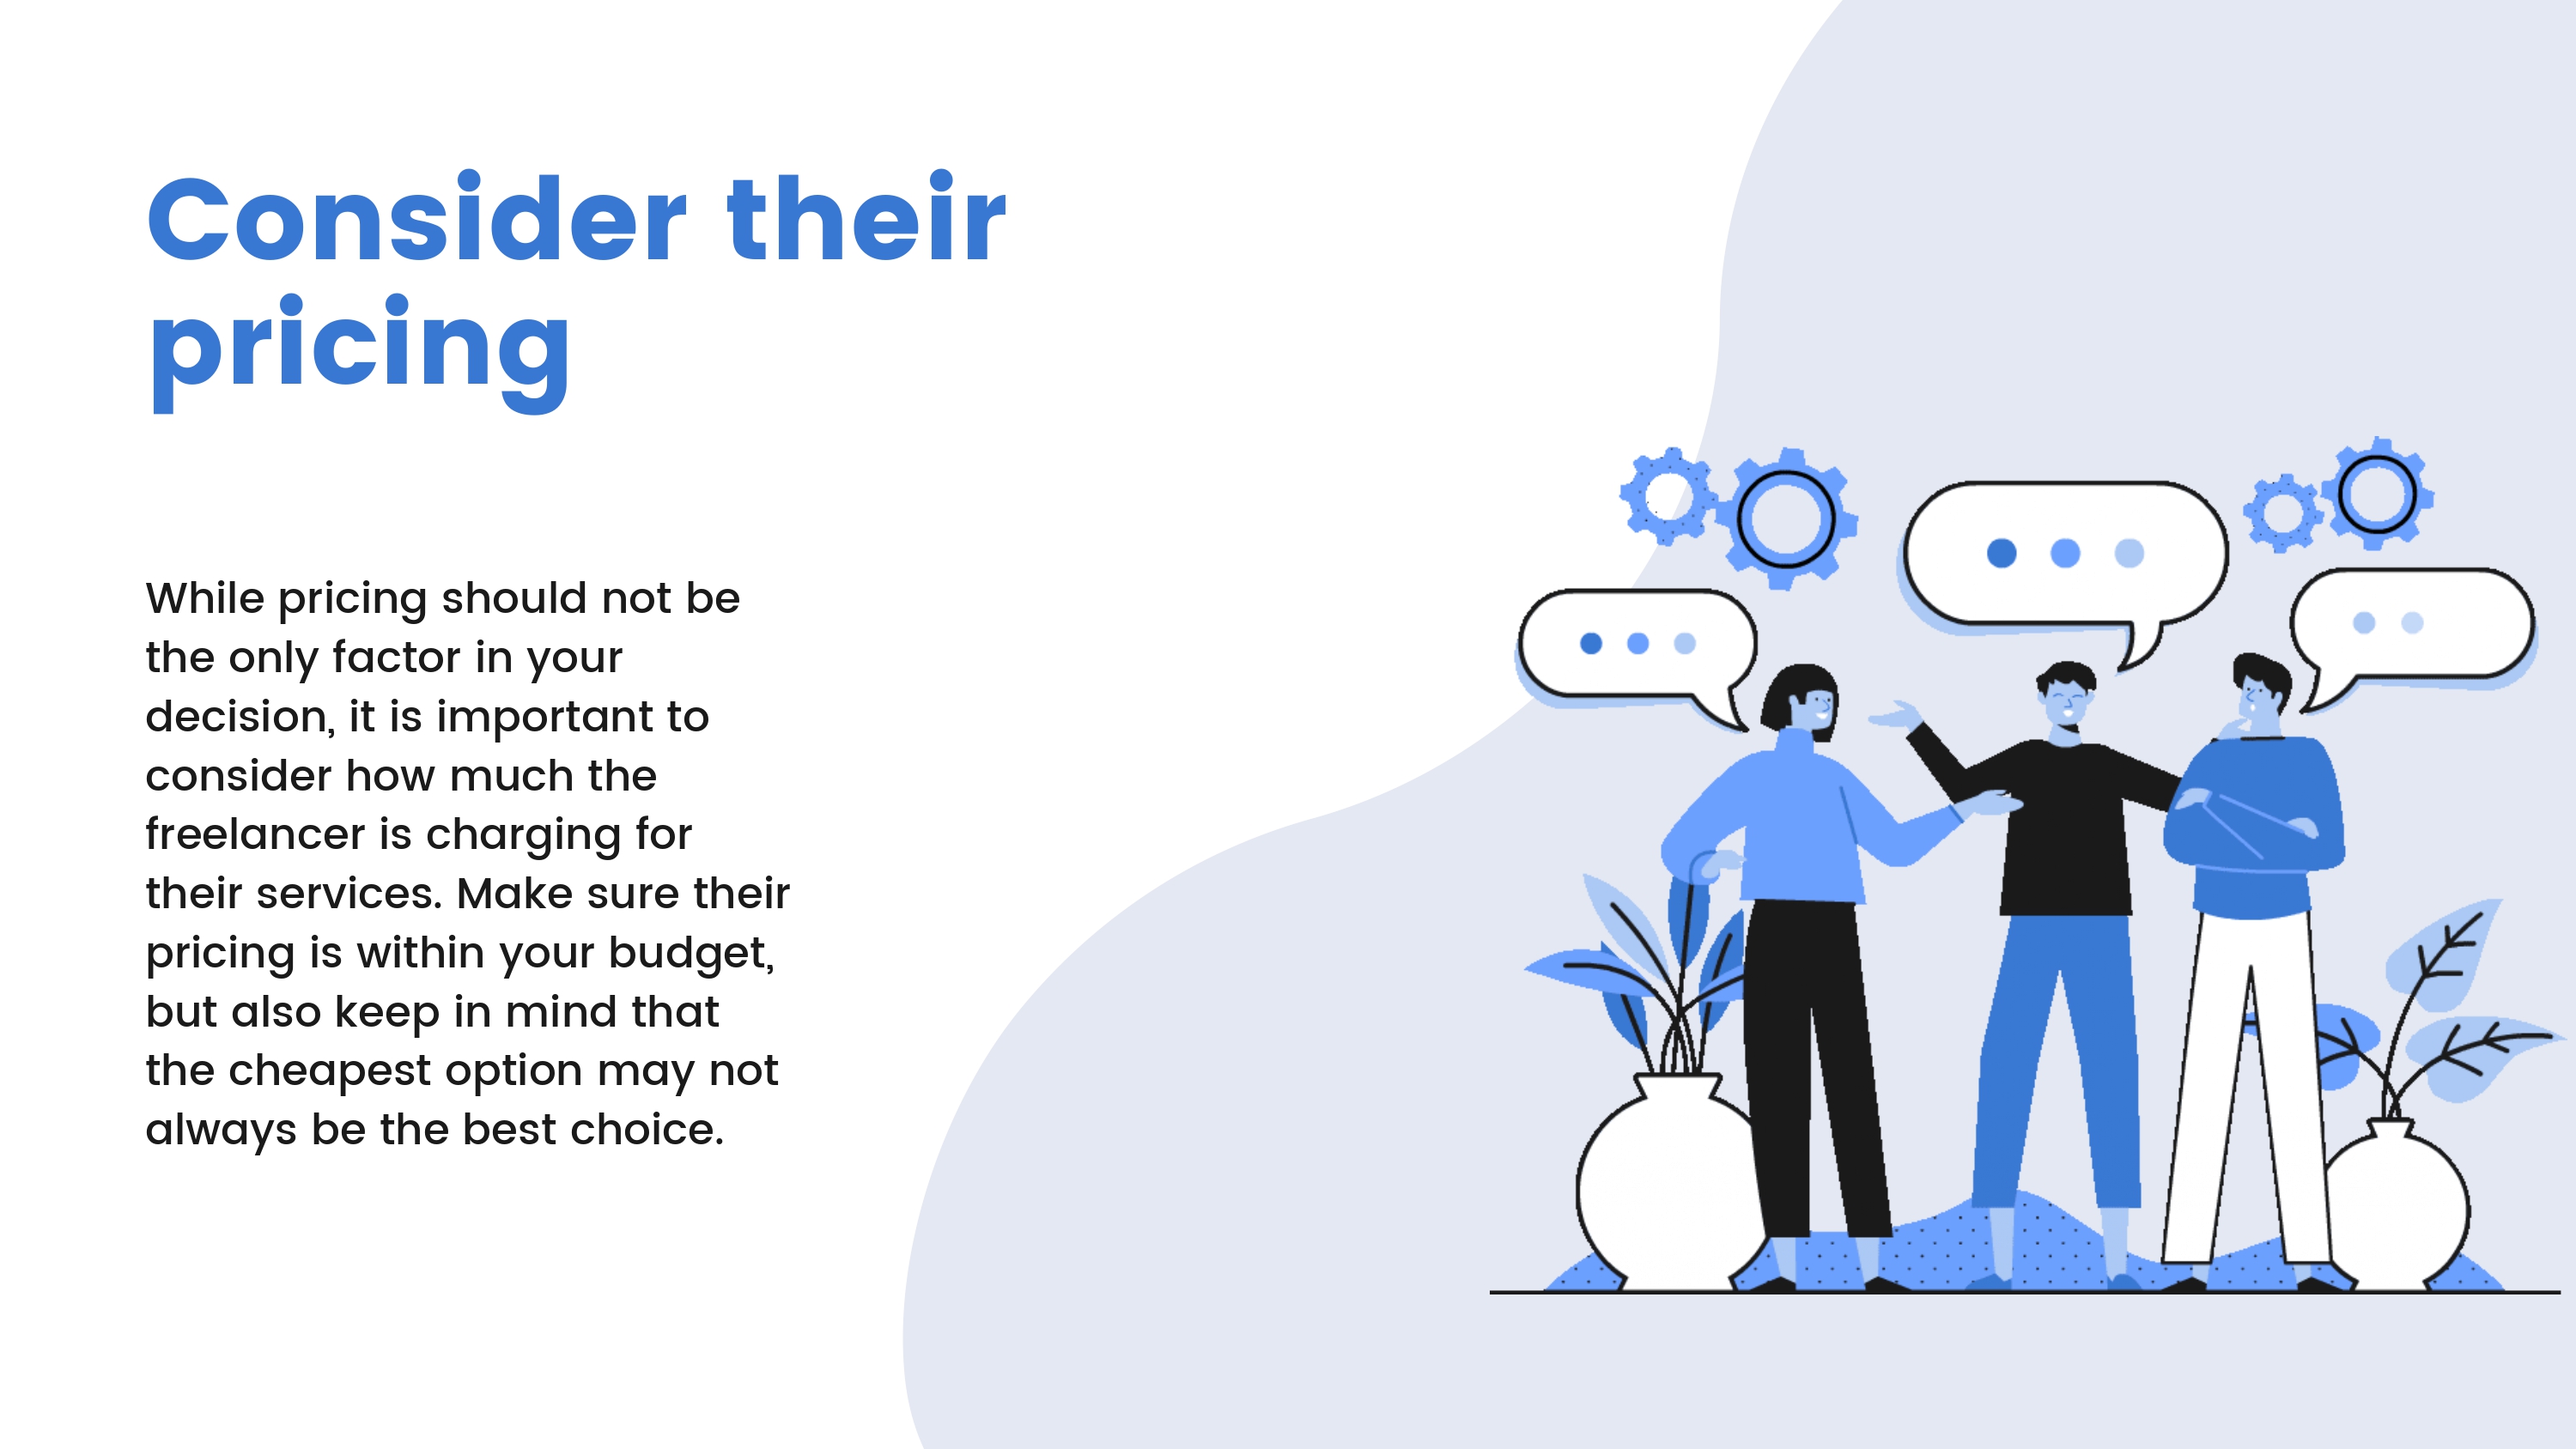 Consider their
pricing
While pricing should not be
the only factor in your
decision, it is important to
consider how much the
freelancer is charging for
their services. Make sure their
pricing is within your budget,
but also keep in mind that
the cheapest option may not
always be the best choice.